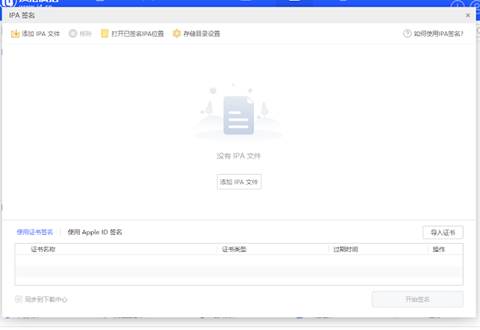 IPA 签名
添加 IPA 文件 移除 打开已签名IPA位置 存储目录设置 如何使用IPA签名?
没有 IPA 文件
添加 IPA 文件
使用证书签名 使用 Apple ID 签名 导入证书
证书名称 证书类型 过期时间 操作
同步到下载中心 开始签名